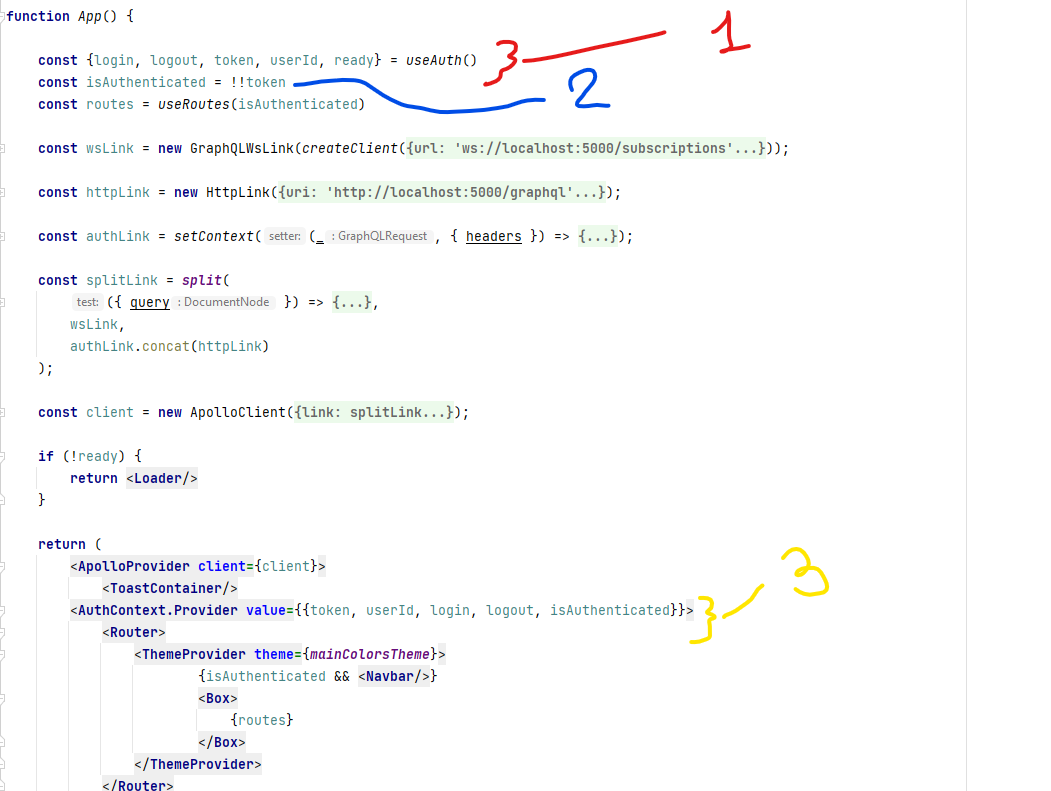 function App() {
const {login, logout, token, userId, ready} = useAuth()
1
const isAuthenticated = !!token
2
const routes = useRoutes(isAuthenticated)
const wsLink = new GraphQLWsLink(createClient({url: 'ws://localhost:5000/subscriptions'...}));
const httpLink = new HttpLink({uri: 'http://localhost:5000/graphql'...});
const authLink = setContext( setter: (_ : GraphQLRequest , { headers }) => {...});
const splitLink = split(
test: ({ query : DocumentNode }) => {...},
wsLink,
authLink.concat(httpLink)
);
const client = new ApolloClient({link: splitLink...});
if (!ready) {
return <Loader/>
}
return (
<ApolloProvider client={client}>
<ToastContainer/>
3
<AuthContext.Provider value={{token, userId, login, logout, isAuthenticated}}>
<Router>
<ThemeProvider theme={mainColorsTheme}>
{isAuthenticated && <Navbar/>}
<Box>
{routes}
</Box>
</ThemeProvider>
</Router>